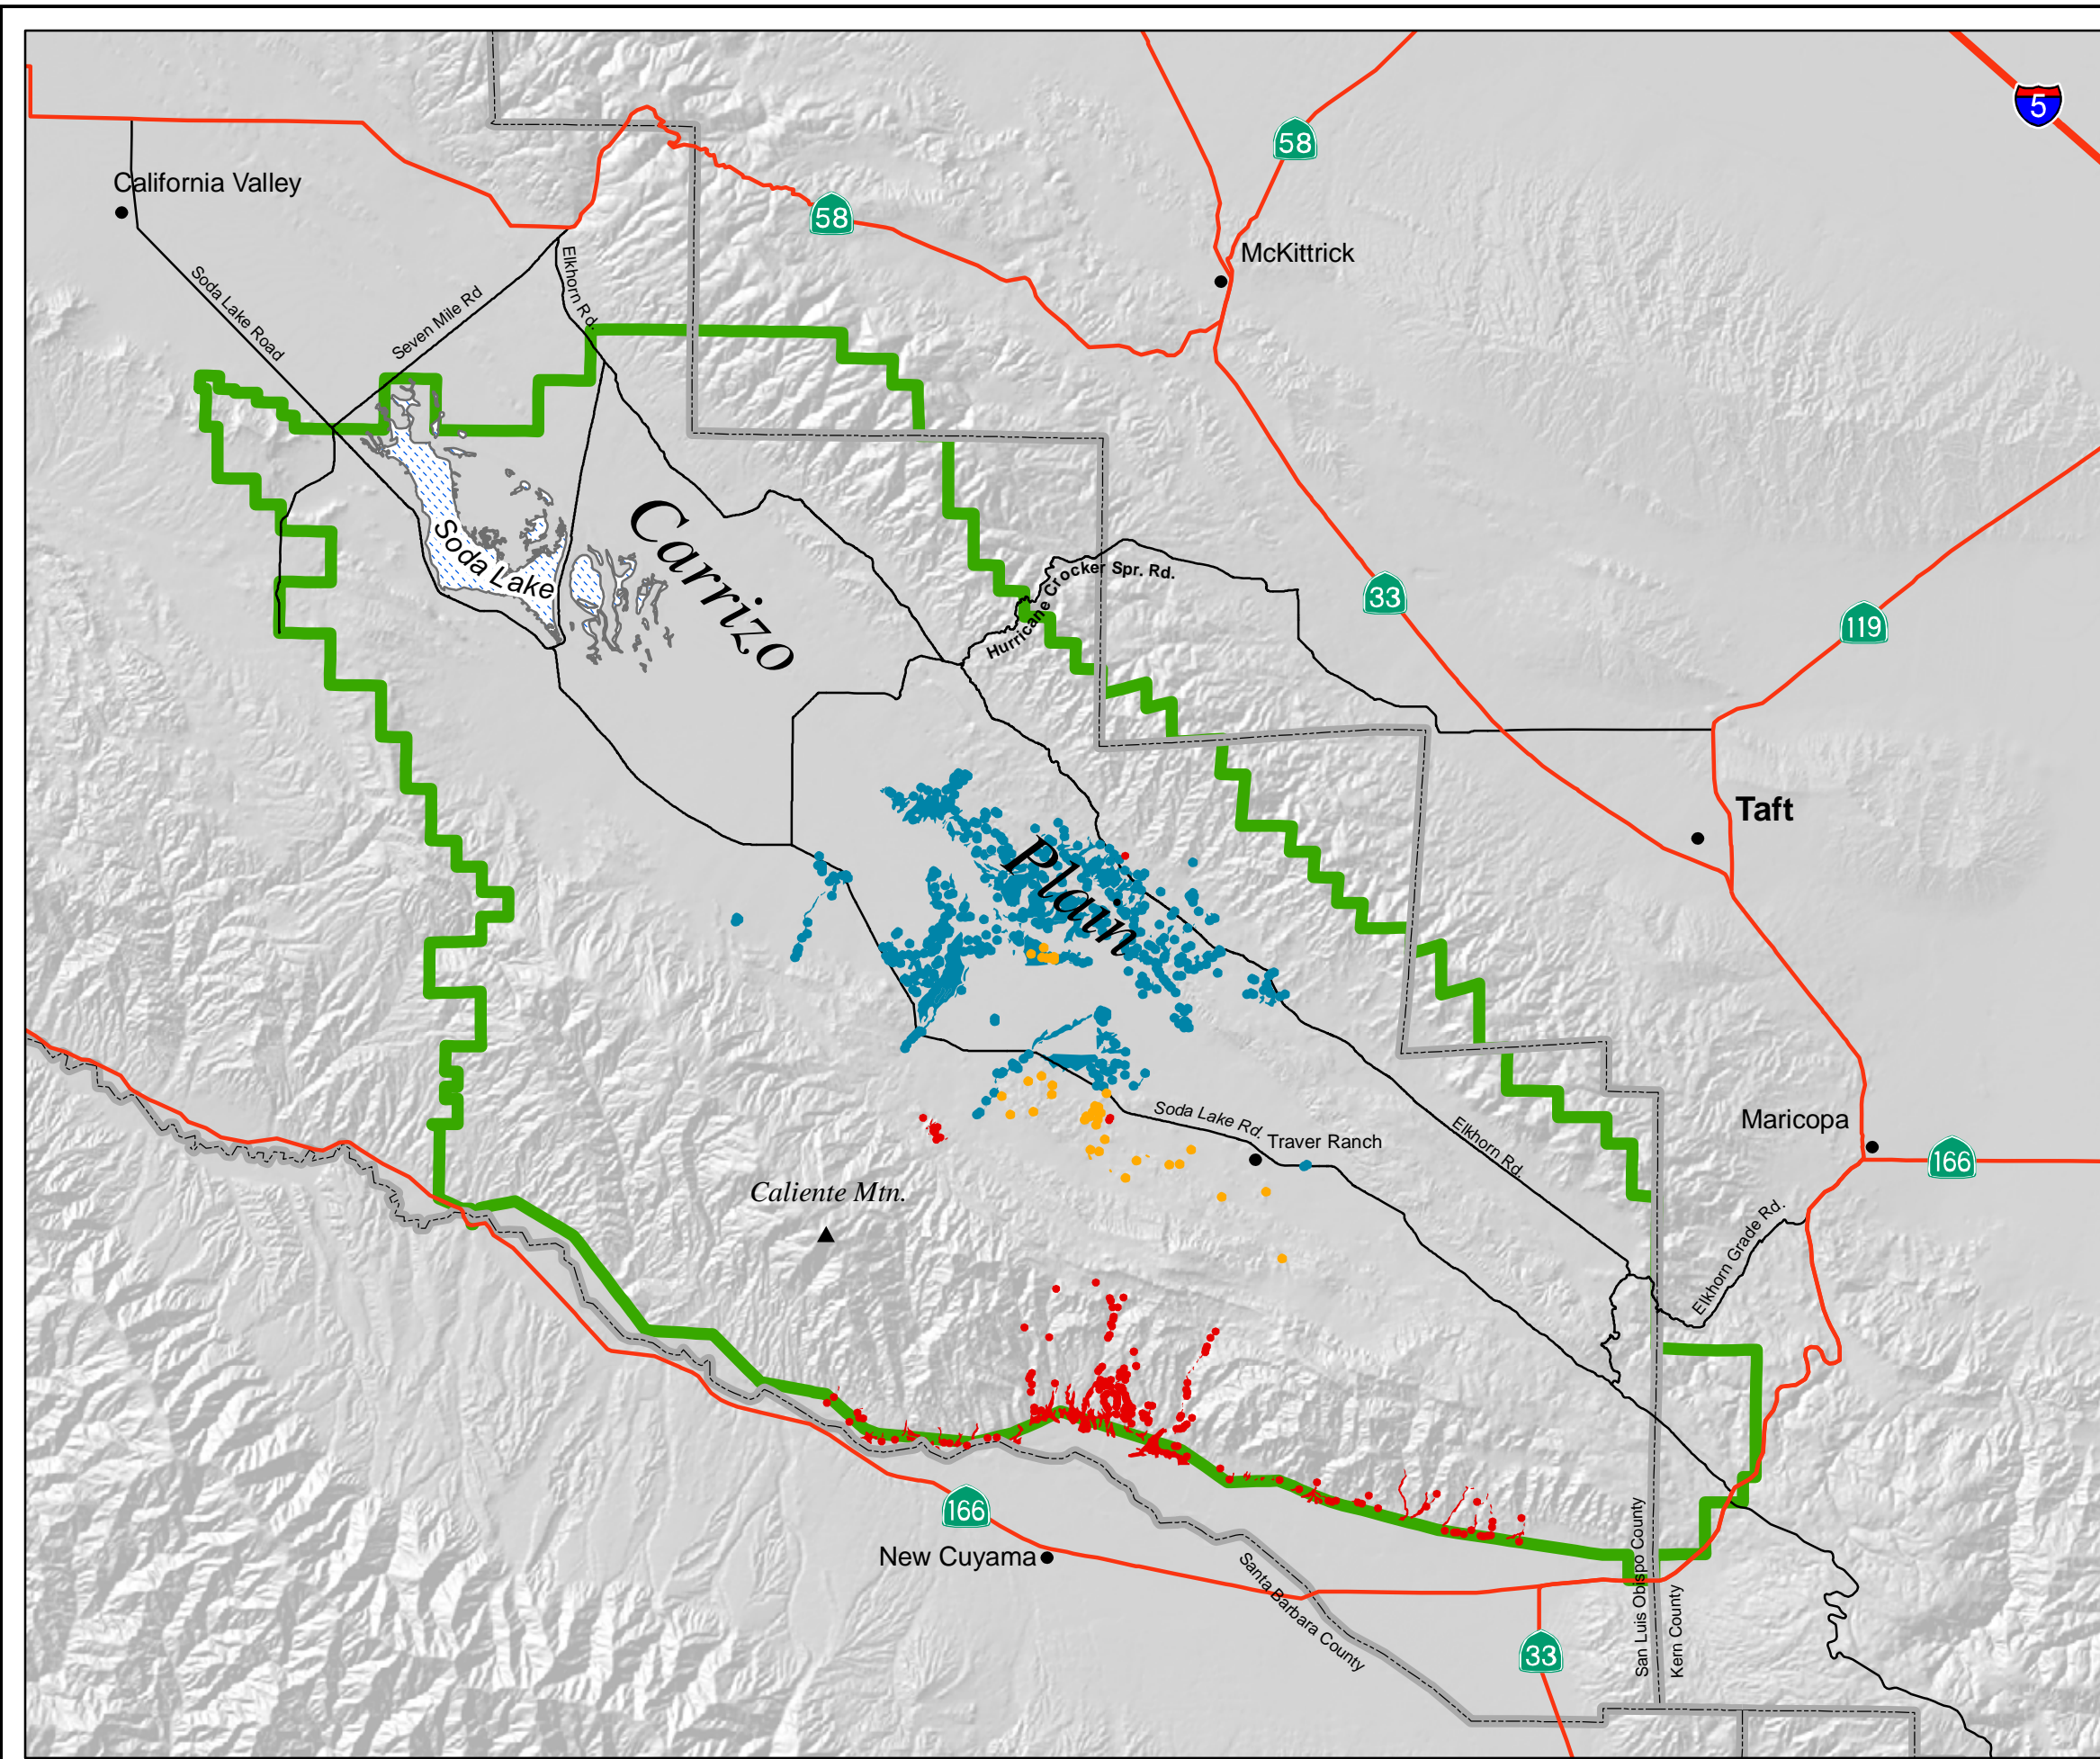 5
58
California Valley
58
McKittrick
Elkhorn Rd.
Soda Lake Road
Seven Mile Rd
Carrizo
Soda Lake
Hurricane Crocker Spr. Rd.
33
119
Taft
Plain
Soda Lake Rd.
Traver Ranch
Elkhorn Rd.
Maricopa
166
Caliente Mtn.
Elkhorn Grade Rd.
166
New Cuyama
Santa Barbara County
San Luis Obispo County
Kern County
33